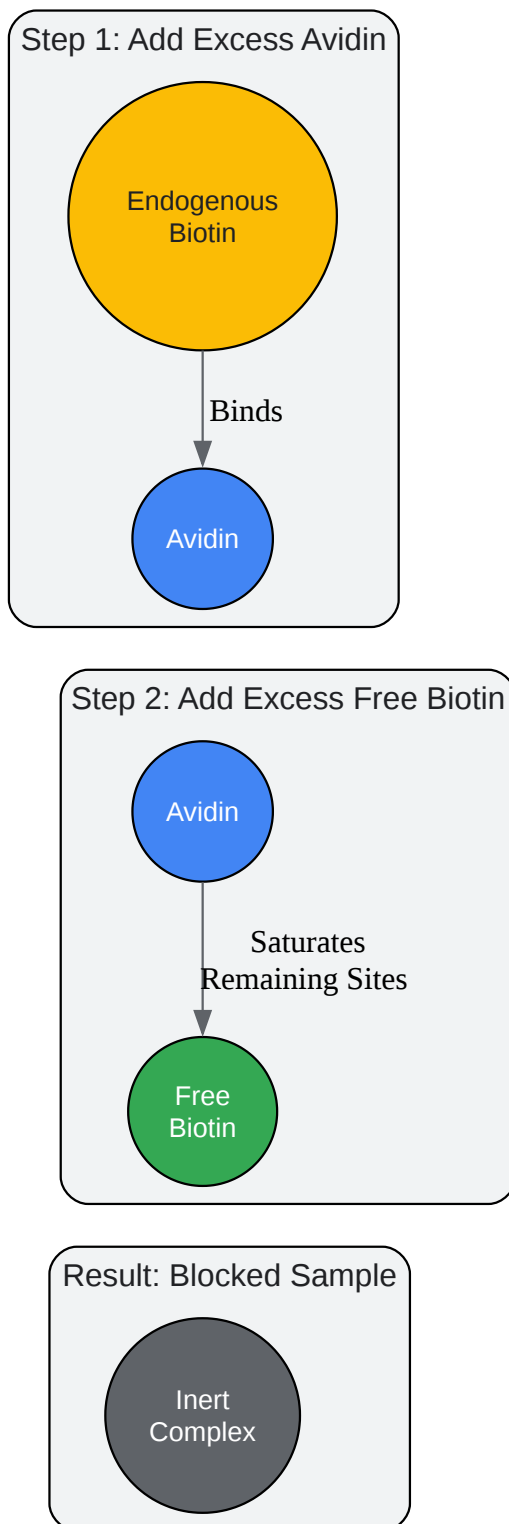 Step 1: Add Excess Avidin
Endogenous
Biotin
Binds
Avidin
Step 2: Add Excess Free Biotin
Avidin
Saturates
Remaining Sites
Free
Biotin
Result: Blocked Sample
Inert
Complex